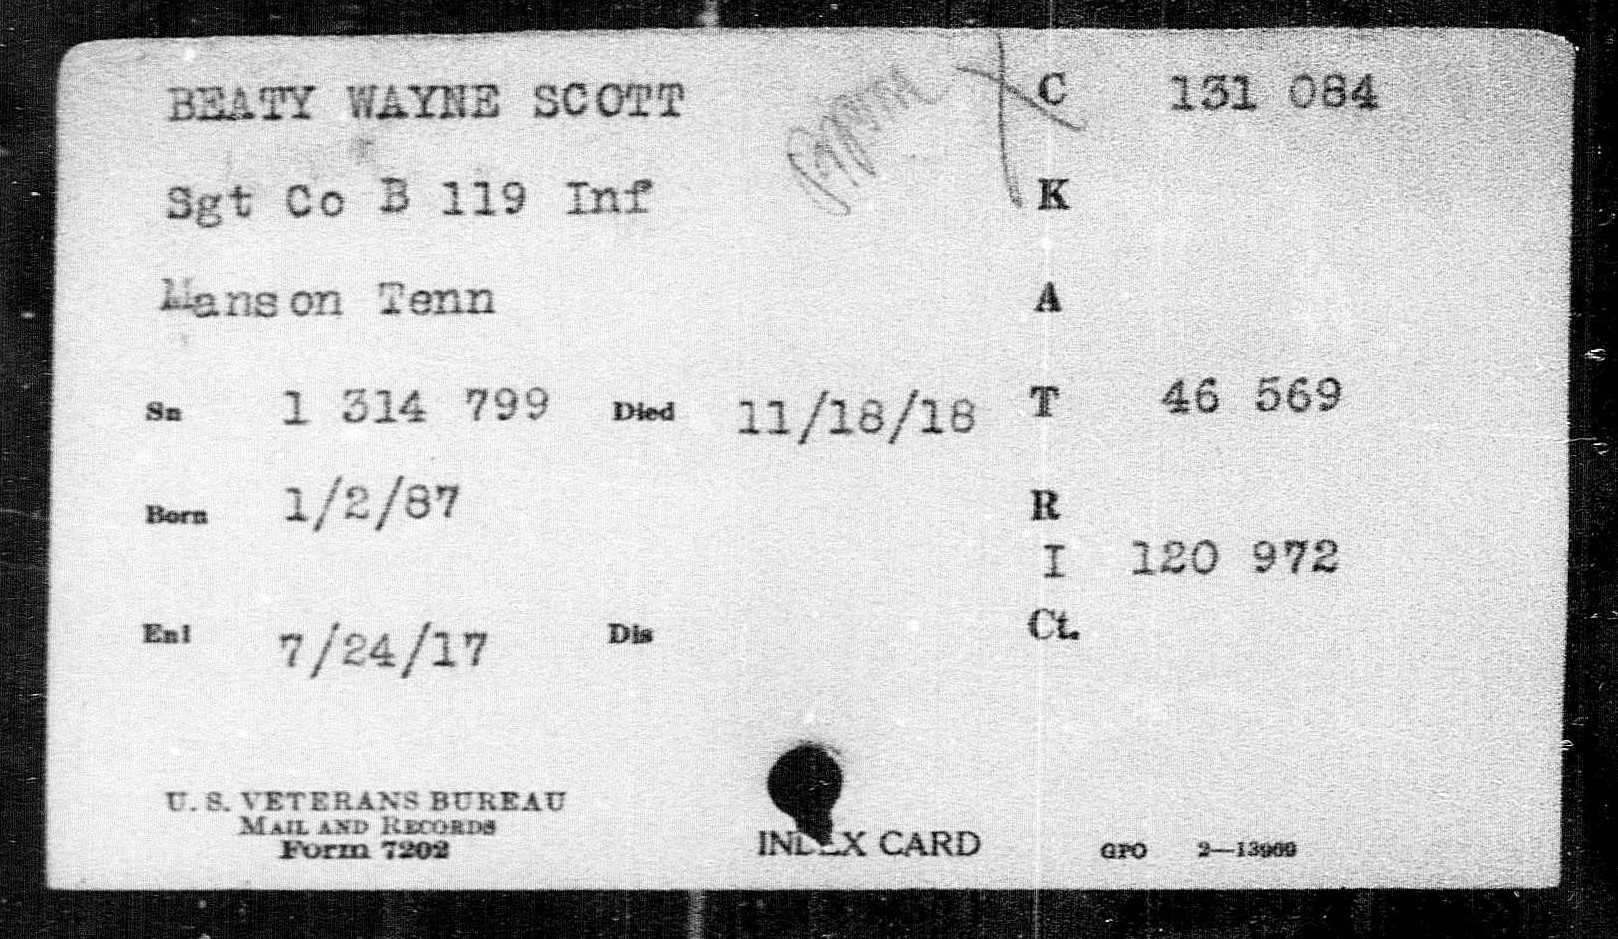 BEATY WAYNE SCOTT C 131 084
Sgt Co B 119 Inf K
Manson Tenn A
Sn 1 314 799 Died 11/18/18 T 46 569
Born 1/2/87 R
I 120 972
Enl 7/24/17 Dis Ct.
U. S. VETERANS BUREAU
MAIL AND RECORDS
Form 7202 INDEX CARD GPO